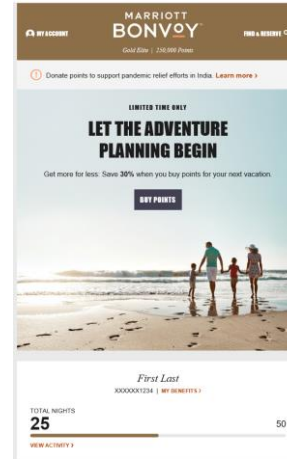 MY ACCOUNT
MARRIOTT
BONVOY
FIND & RESERVE
Gold Elite | 250,000 Points
Donate points to support pandemic relief efforts in India. Learn more >
LIMITED TIME ONLY
LET THE ADVENTURE
PLANNING BEGIN
Get more for less: Save 30% when you buy points for your next vacation.
BUY POINTS
First Last
XXXXXX1234 | MY BENEFITS >
TOTAL NIGHTS
25
50
VIEW ACTIVITY >